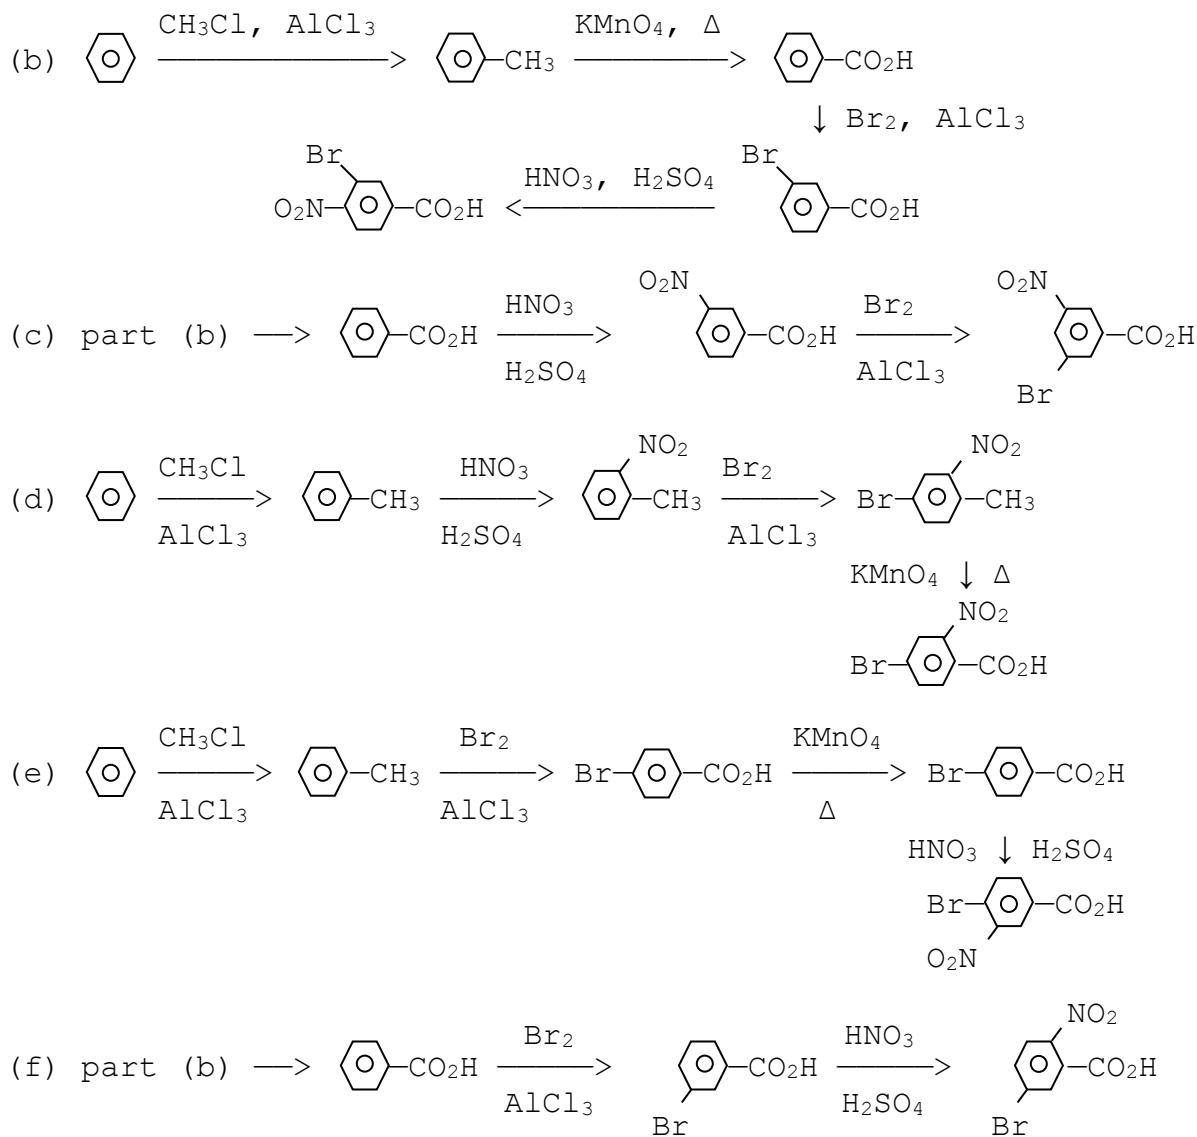 CH₃Cl, AlCl₃ KMnO₄, Δ
(b) ————> CH₃ ————> CO₂H
↓ Br₂, AlCl₃
Br HNO₃, H₂SO₄ Br
O₂N CO₂H <———— CO₂H
O₂N O₂N
HNO₃ Br₂
(c) part (b) ——> CO₂H ————> CO₂H ————> CO₂H
H₂SO₄ AlCl₃
Br
NO₂ NO₂
CH₃Cl HNO₃ Br₂
(d) ————> CH₃ ————> CH₃ ————> Br CH₃
AlCl₃ H₂SO₄ AlCl₃
KMnO₄ ↓ Δ
NO₂
Br CO₂H
CH₃Cl Br₂ KMnO₄
(e) ————> CH₃ ————> Br CO₂H ————> Br CO₂H
AlCl₃ AlCl₃ Δ
HNO₃ ↓ H₂SO₄
Br CO₂H
O₂N
NO₂
Br₂ HNO₃
(f) part (b) ——> CO₂H ————> CO₂H ————> CO₂H
AlCl₃ H₂SO₄
Br Br